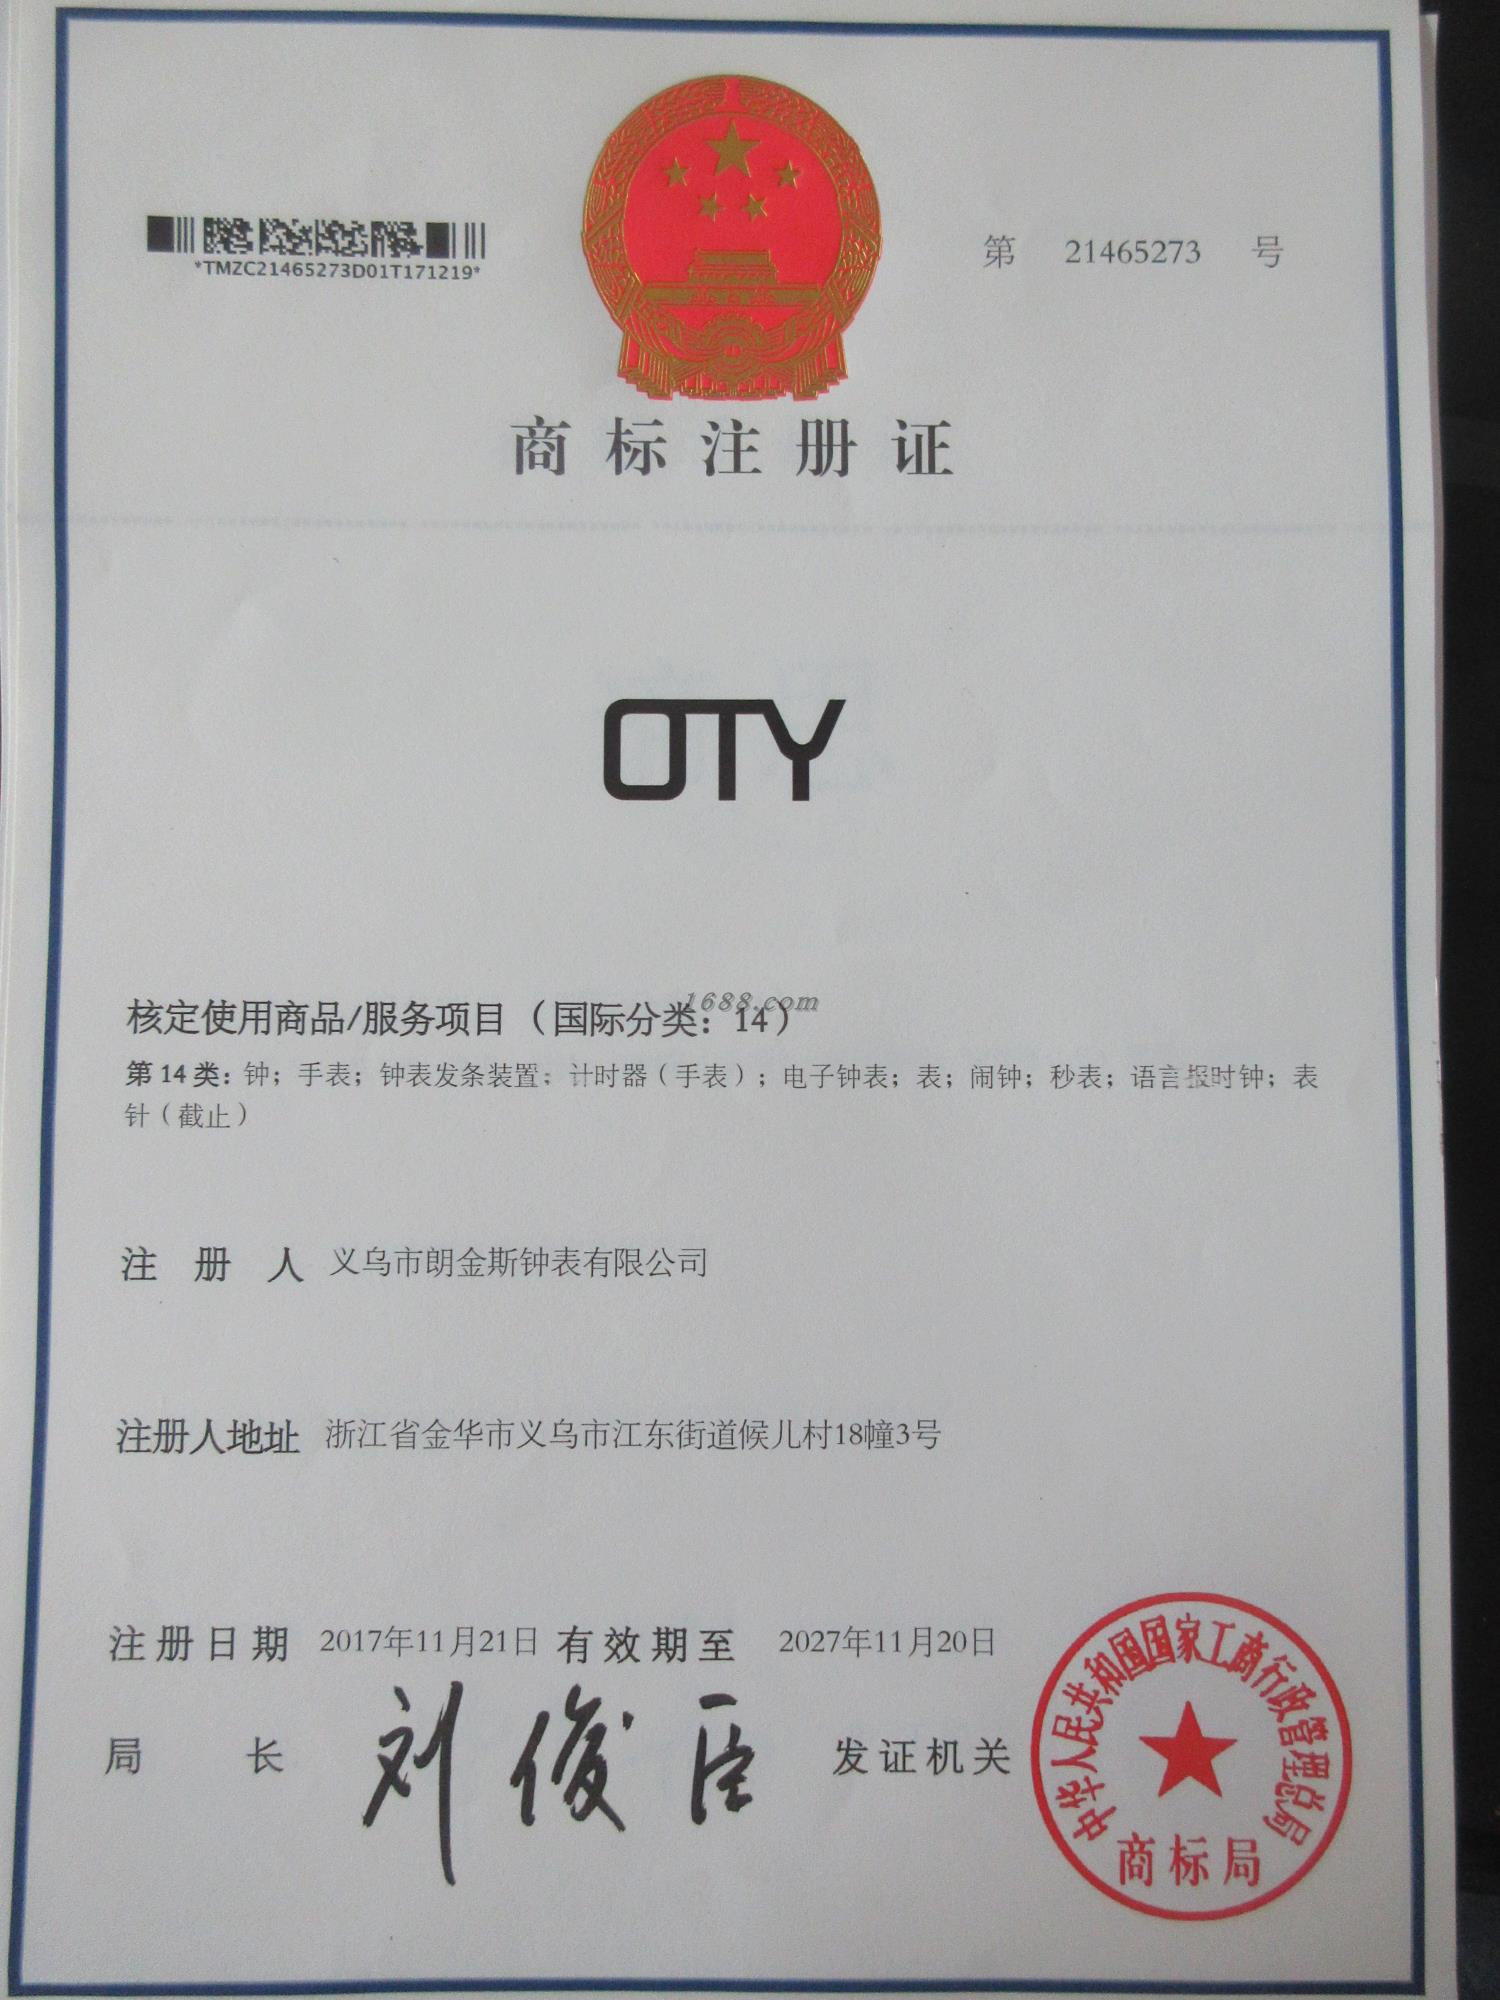 *TMZC21465273D01T171219*
第 21465273 号
商标注册证
OTY
1688.com
核定使用商品/服务项目（国际分类：14）
第14类：钟；手表；钟表发条装置；计时器（手表）；电子钟表；表；闹钟；秒表；语言报时钟；表
针（截止）
注册人 义乌市朗金斯钟表有限公司
注册人地址 浙江省金华市义乌市江东街道候儿村18幢3号
注册日期 2017年11月21日 有效期至 2027年11月20日
局长 刘俊臣 发证机关
中华人民共和国国家工商行政管理总局
商标局